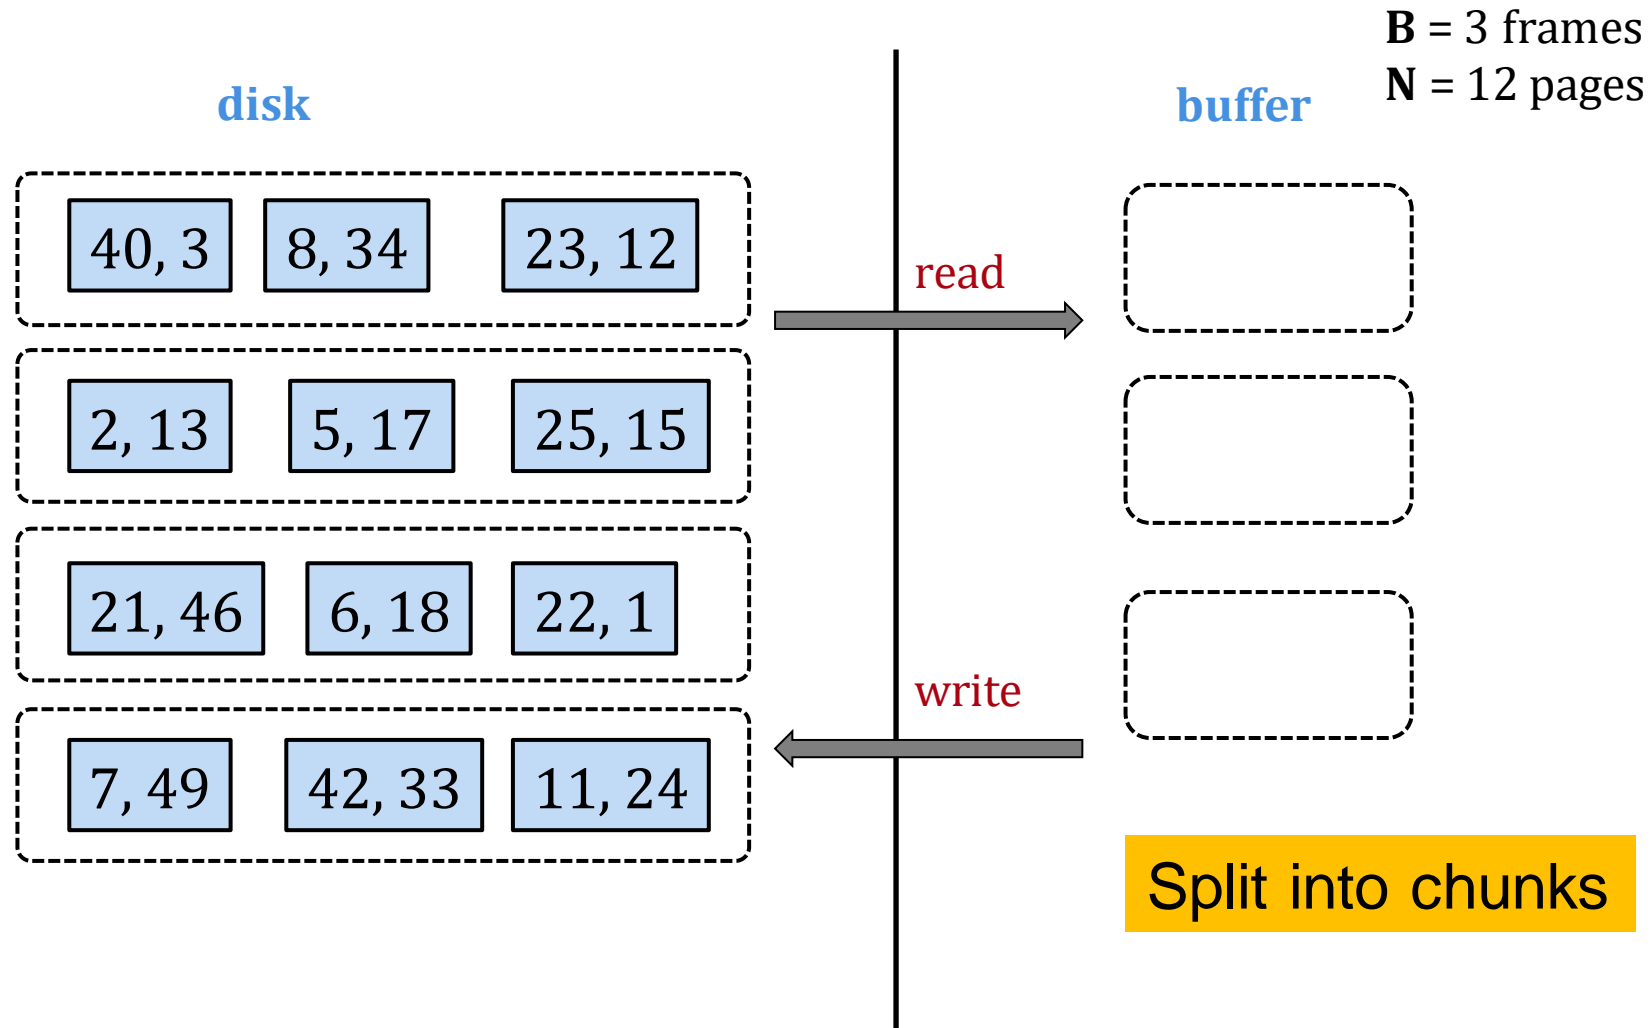 B = 3 frames
N = 12 pages
disk
buffer
40, 3
8, 34
23, 12
read
2, 13
5, 17
25, 15
21, 46
6, 18
22, 1
write
7, 49
42, 33
11, 24
Split into chunks